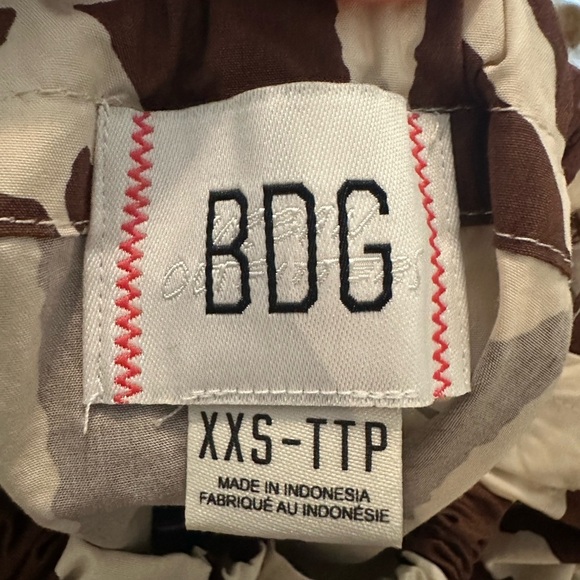 BDG
URBAN
OUTFITTERS
XXS-TTP
MADE IN INDONESIA
FABRIQUÉ AU INDONÉSIE